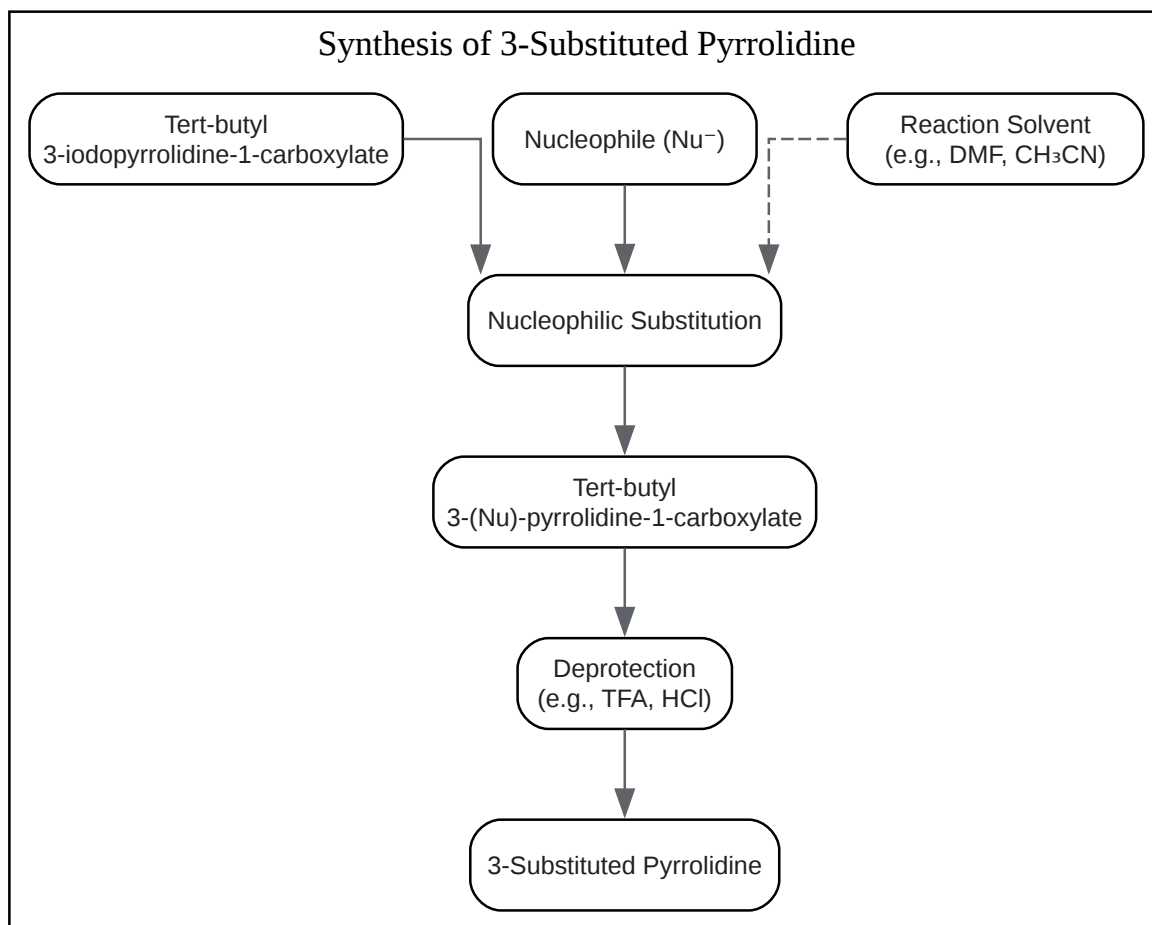 Synthesis of 3-Substituted Pyrrolidine
Tert-butyl
3-iodopyrrolidine-1-carboxylate
Nucleophile (Nu⁻)
Reaction Solvent
(e.g., DMF, CH₃CN)
Nucleophilic Substitution
Tert-butyl
3-(Nu)-pyrrolidine-1-carboxylate
Deprotection
(e.g., TFA, HCl)
3-Substituted Pyrrolidine